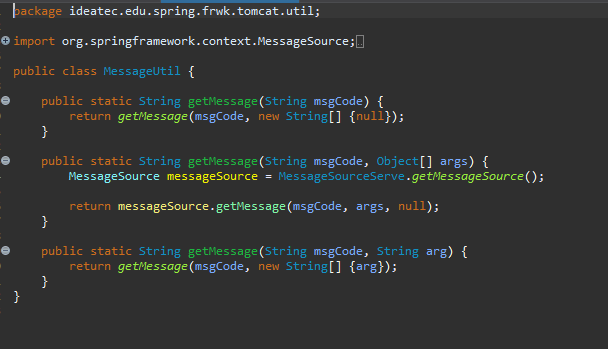 package ideatec.edu.spring.frwk.tomcat.util;
import org.springframework.context.MessageSource;
public class MessageUtil {
public static String getMessage(String msgCode) {
return getMessage(msgCode, new String[] {null});
}
public static String getMessage(String msgCode, Object[] args) {
MessageSource messageSource = MessageSourceServe.getMessageSource();
return messageSource.getMessage(msgCode, args, null);
}
public static String getMessage(String msgCode, String arg) {
return getMessage(msgCode, new String[] {arg});
}
}